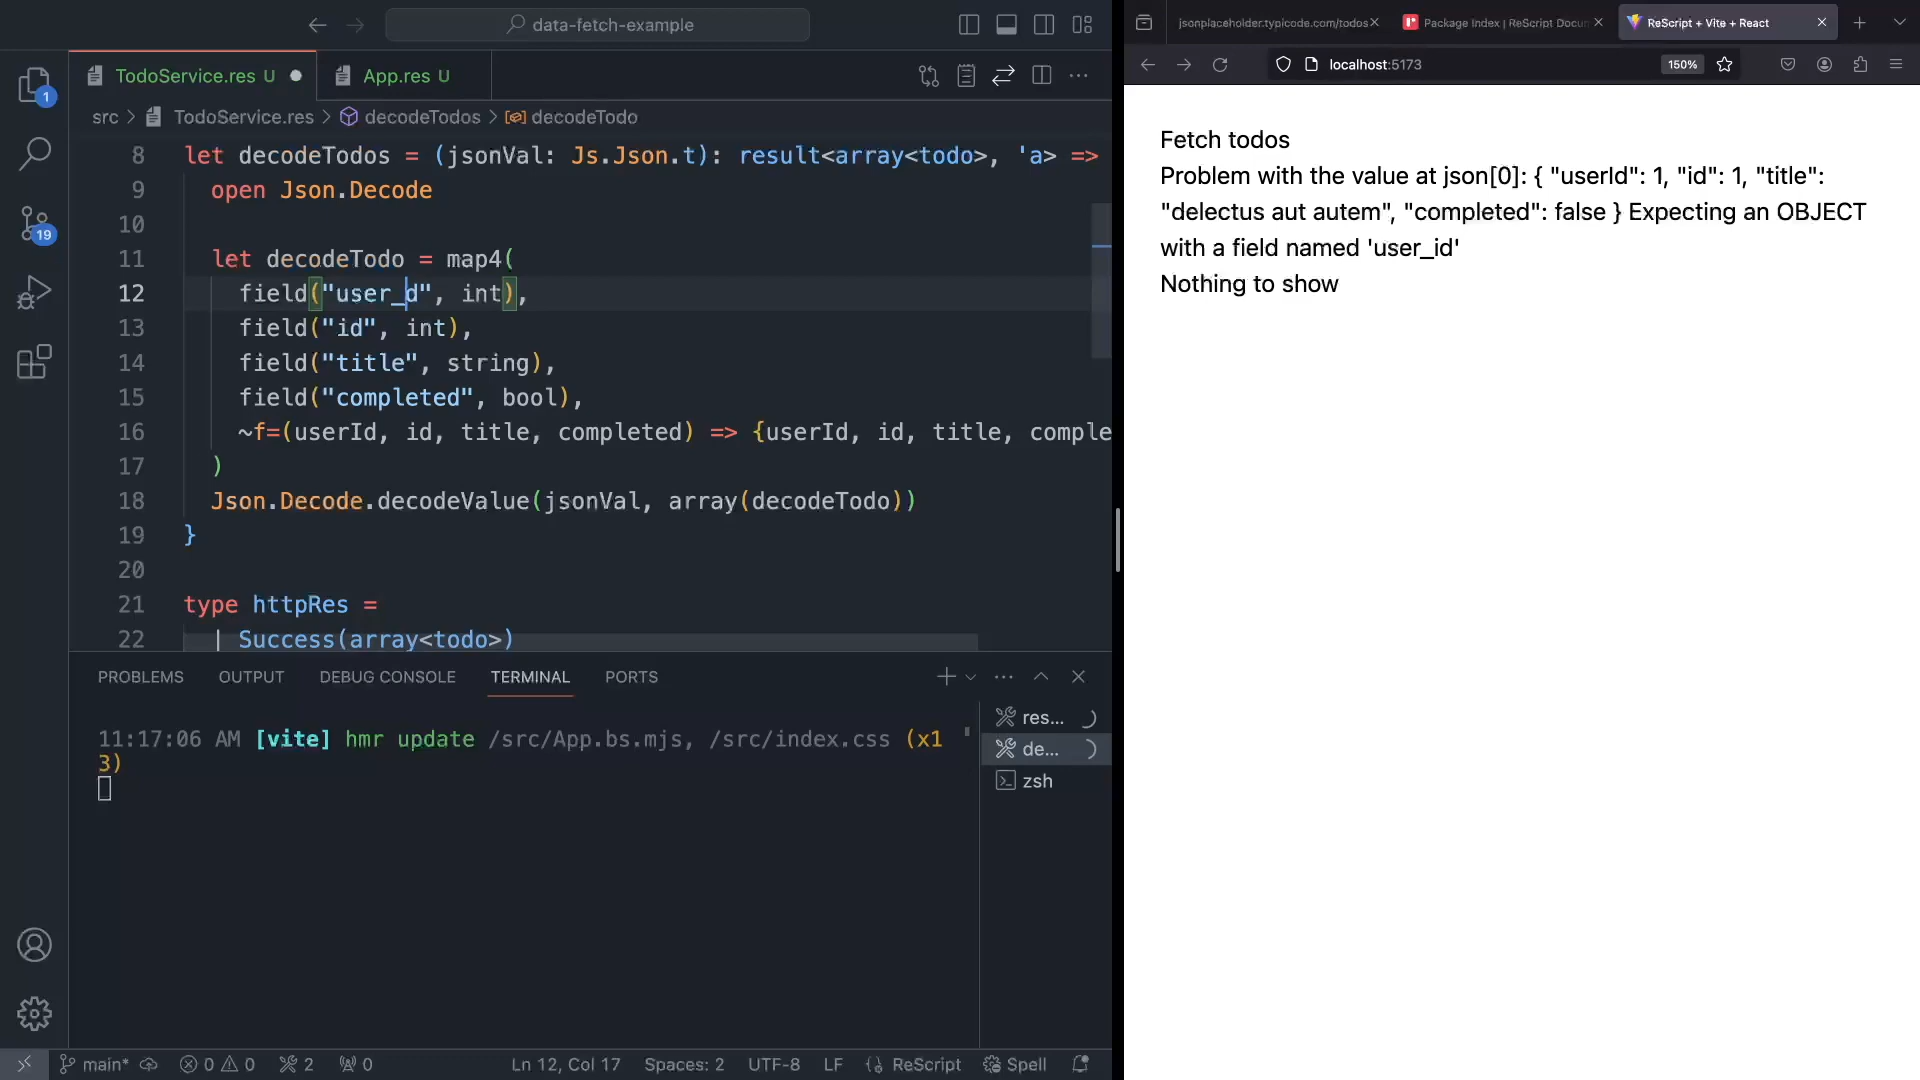 data-fetch-example
TodoService.res U
App.res U
src > TodoService.res > decodeTodos > decodeTodo
8 let decodeTodos = (jsonVal: Js.Json.t): result<array<todo>, 'a> =>
9 open Json.Decode
10
11 let decodeTodo = map4(
12 field("user_d", int),
13 field("id", int),
14 field("title", string),
15 field("completed", bool),
16 ~f=(userId, id, title, completed) => {userId, id, title, comple
17 )
18 Json.Decode.decodeValue(jsonVal, array(decodeTodo))
19 }
20
21 type httpRes =
22 | Success(array<todo>)
PROBLEMS OUTPUT DEBUG CONSOLE TERMINAL PORTS
11:17:06 AM [vite] hmr update /src/App.bs.mjs, /src/index.css (x1
3)
res...
de...
zsh
1
19
main* 0 0 2 0 Ln 12, Col 17 Spaces: 2 UTF-8 LF {} ReScript Spell
jsonplaceholder.typicode.com/todos
Package Index | ReScript Docum
ReScript + Vite + React
localhost:5173
150%
Fetch todos
Problem with the value at json[0]: { "userId": 1, "id": 1, "title":
"delectus aut autem", "completed": false } Expecting an OBJECT
with a field named 'user_id'
Nothing to show